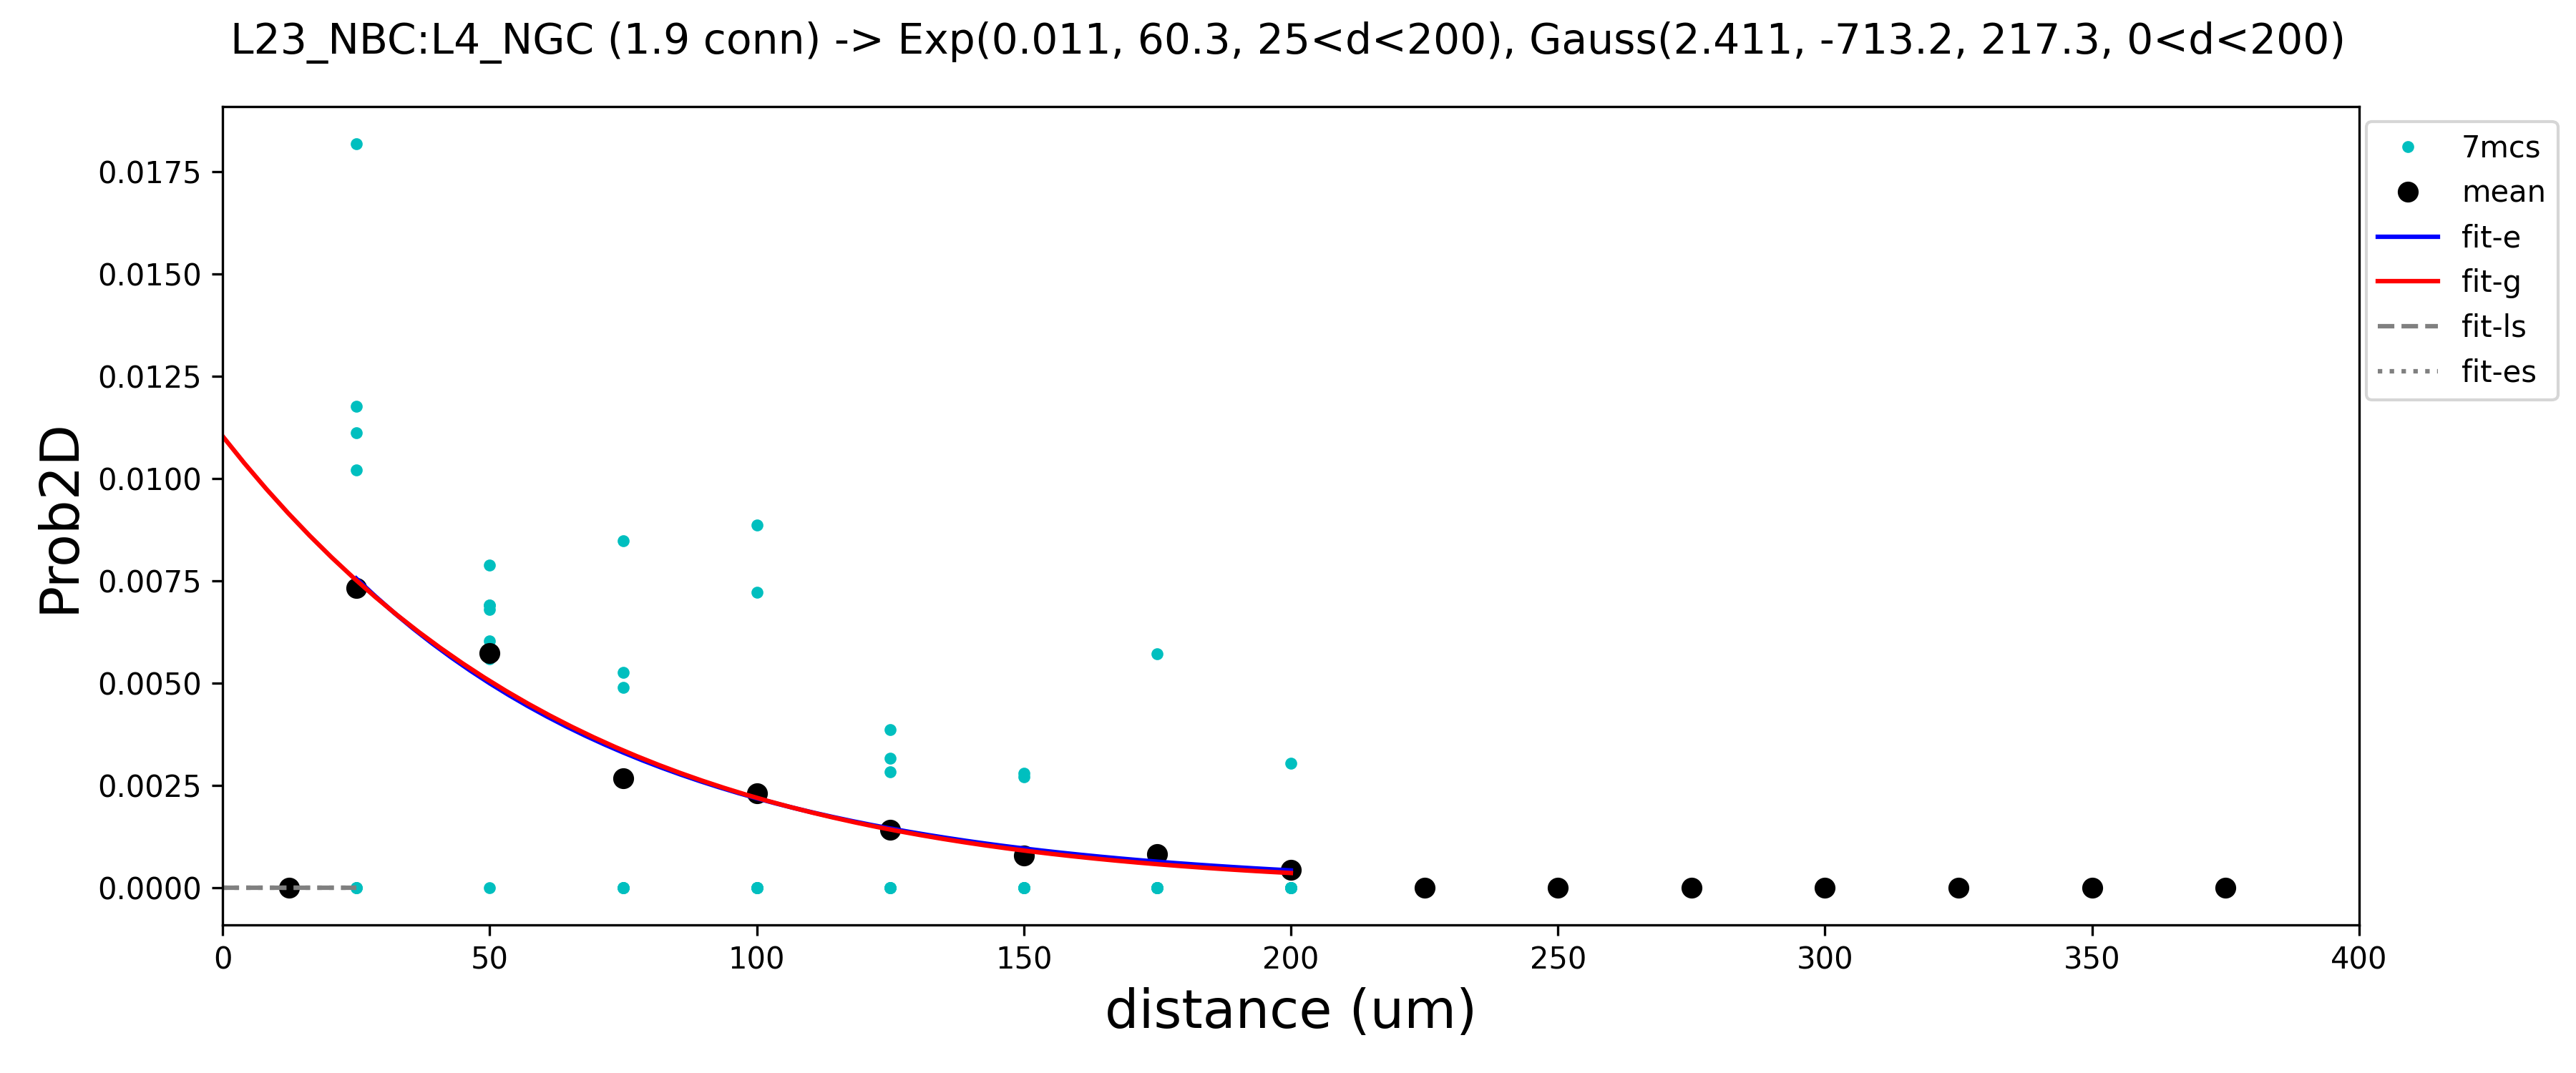 L23_NBC:L4_NGC (1.9 conn) -> Exp(0.011, 60.3, 25<d<200), Gauss(2.411, -713.2, 217.3, 0<d<200)
0.0175
0.0150
0.0125
0.0100
0.0075
0.0050
0.0025
0.0000
Prob2D
0 50 100 150 200 250 300 350 400
distance (um)
7mcs
mean
fit-e
fit-g
fit-ls
fit-es